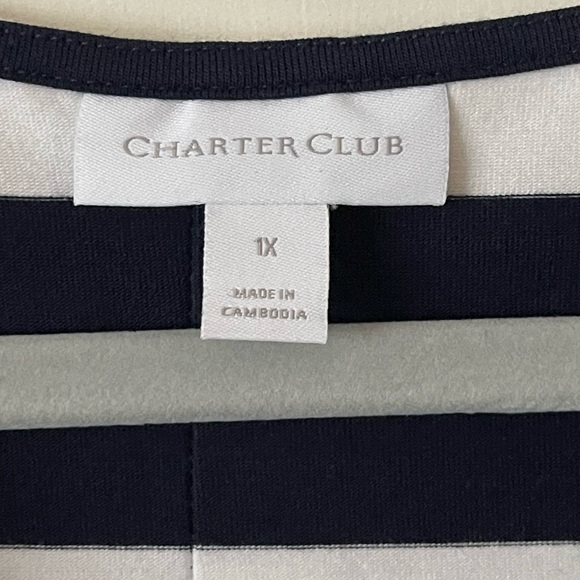 CHARTER CLUB
1X
MADE IN
CAMBODIA